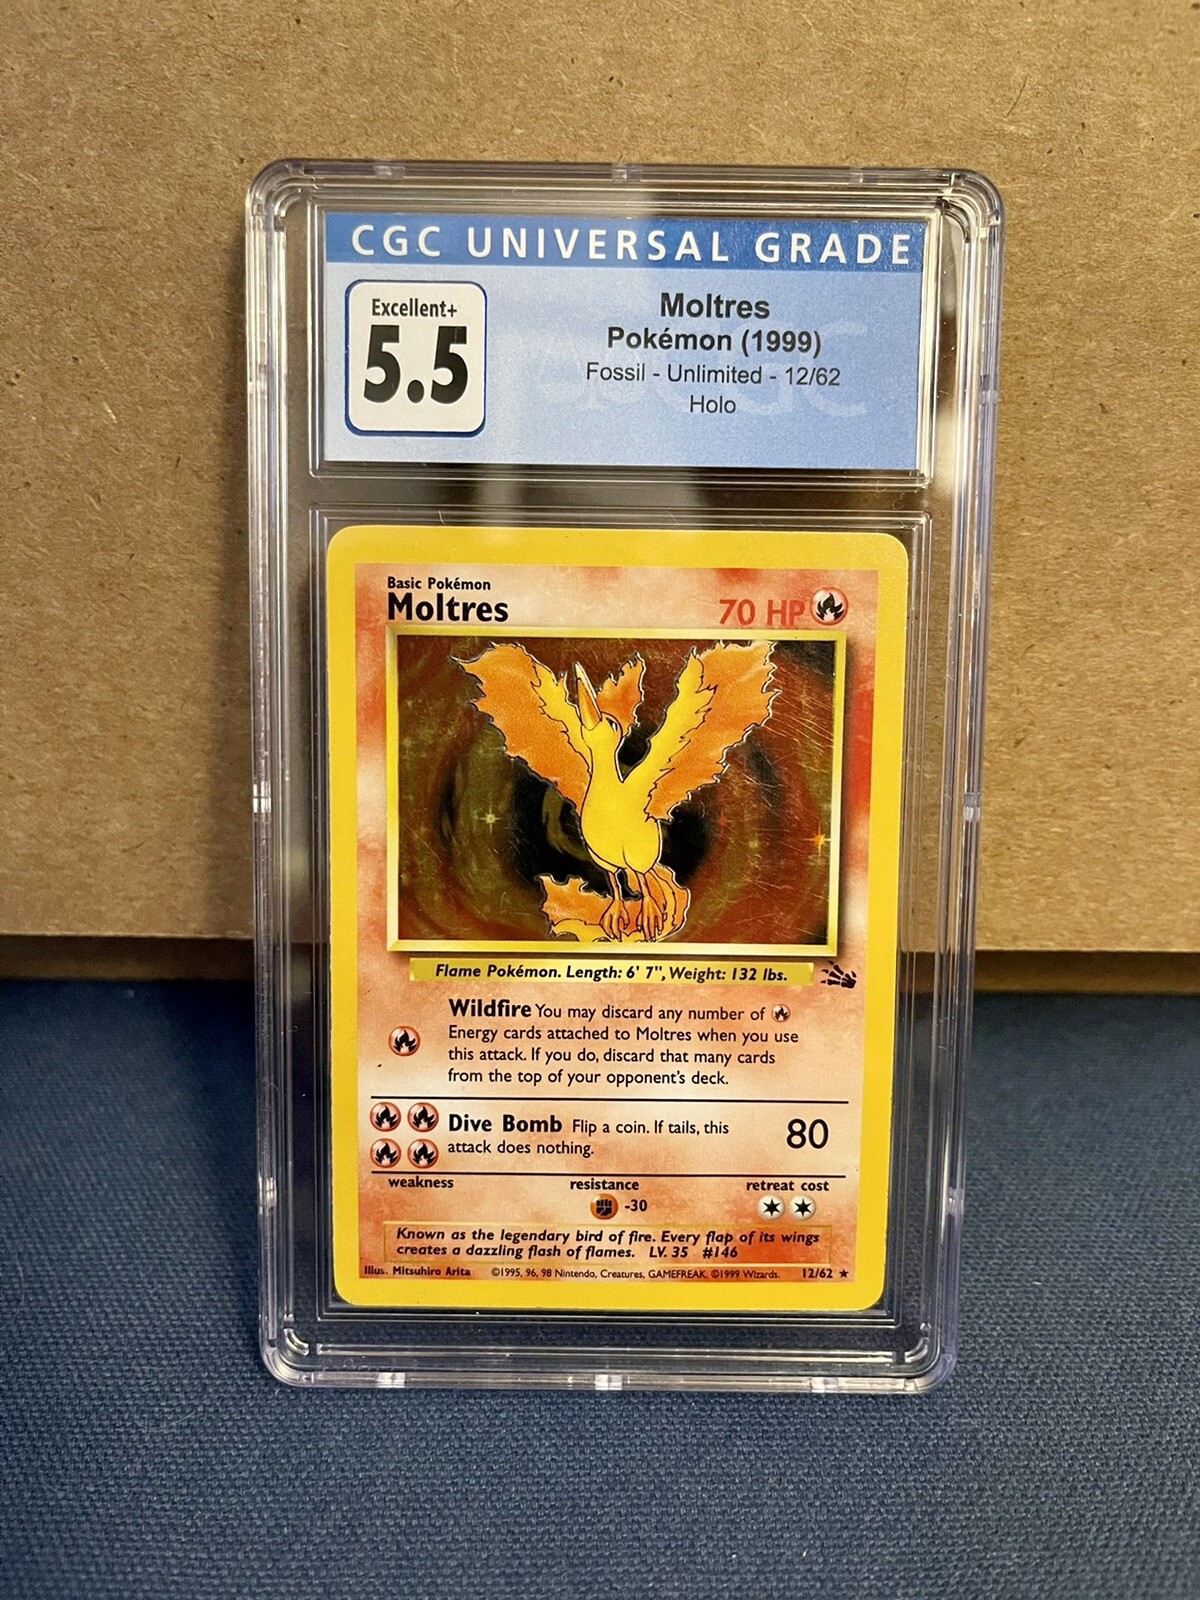 CGC UNIVERSAL GRADE
Excellent+
5.5
Moltres
Pokémon (1999)
Fossil - Unlimited - 12/62
Holo
Basic Pokémon
Moltres
70 HP
Flame Pokémon. Length: 6' 7", Weight: 132 lbs.
Wildfire You may discard any number of
Energy cards attached to Moltres when you use
this attack. If you do, discard that many cards
from the top of your opponent's deck.
Dive Bomb Flip a coin. If tails, this
attack does nothing.
80
weakness resistance retreat cost
-30
Known as the legendary bird of fire. Every flap of its wings
creates a dazzling flash of flames. LV. 35 #146
Illus. Mitsuhiro Arita ©1995, 96, 98 Nintendo, Creatures, GAMEFREAK. ©1999 Wizards. 12/62 ★